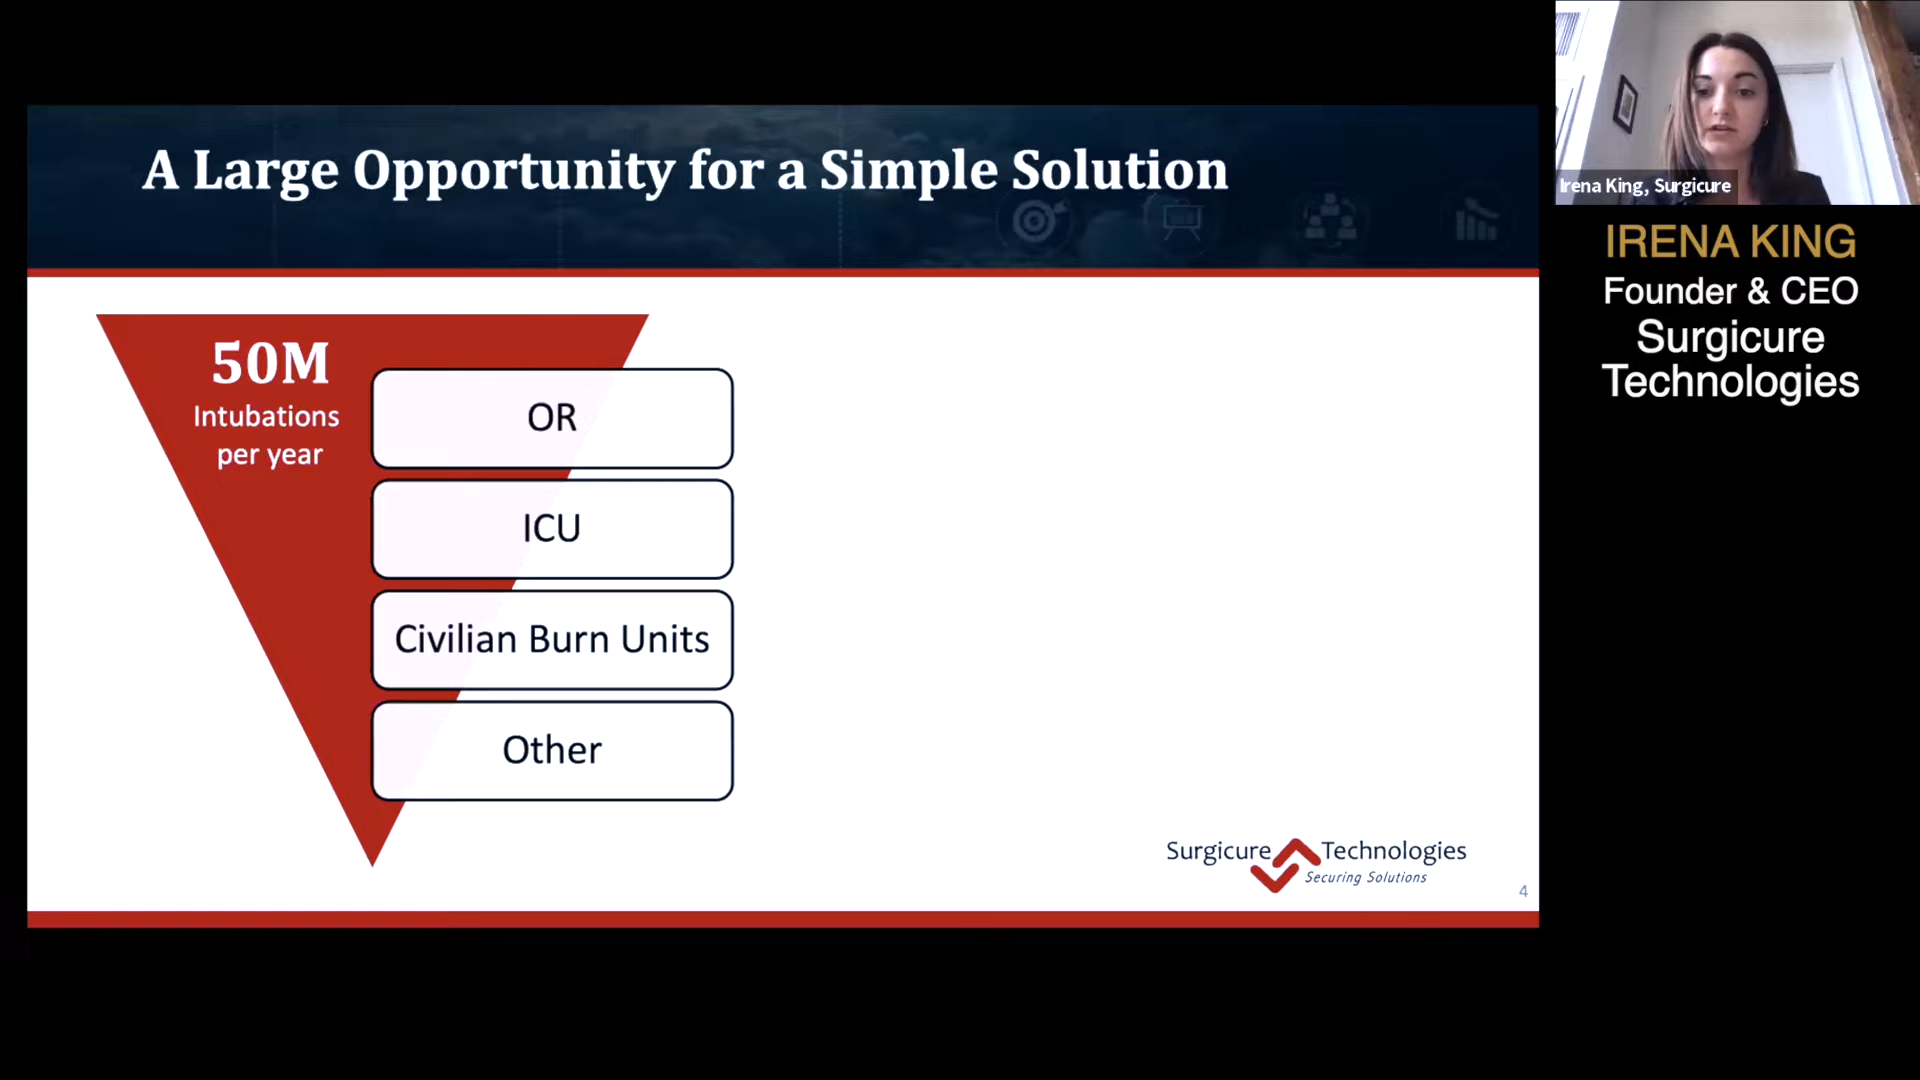 A Large Opportunity for a Simple Solution
50M
Intubations
per year
OR
ICU
Civilian Burn Units
Other
Surgicure Technologies
Securing Solutions
4
Irena King, Surgicure
IRENA KING
Founder & CEO
Surgicure
Technologies